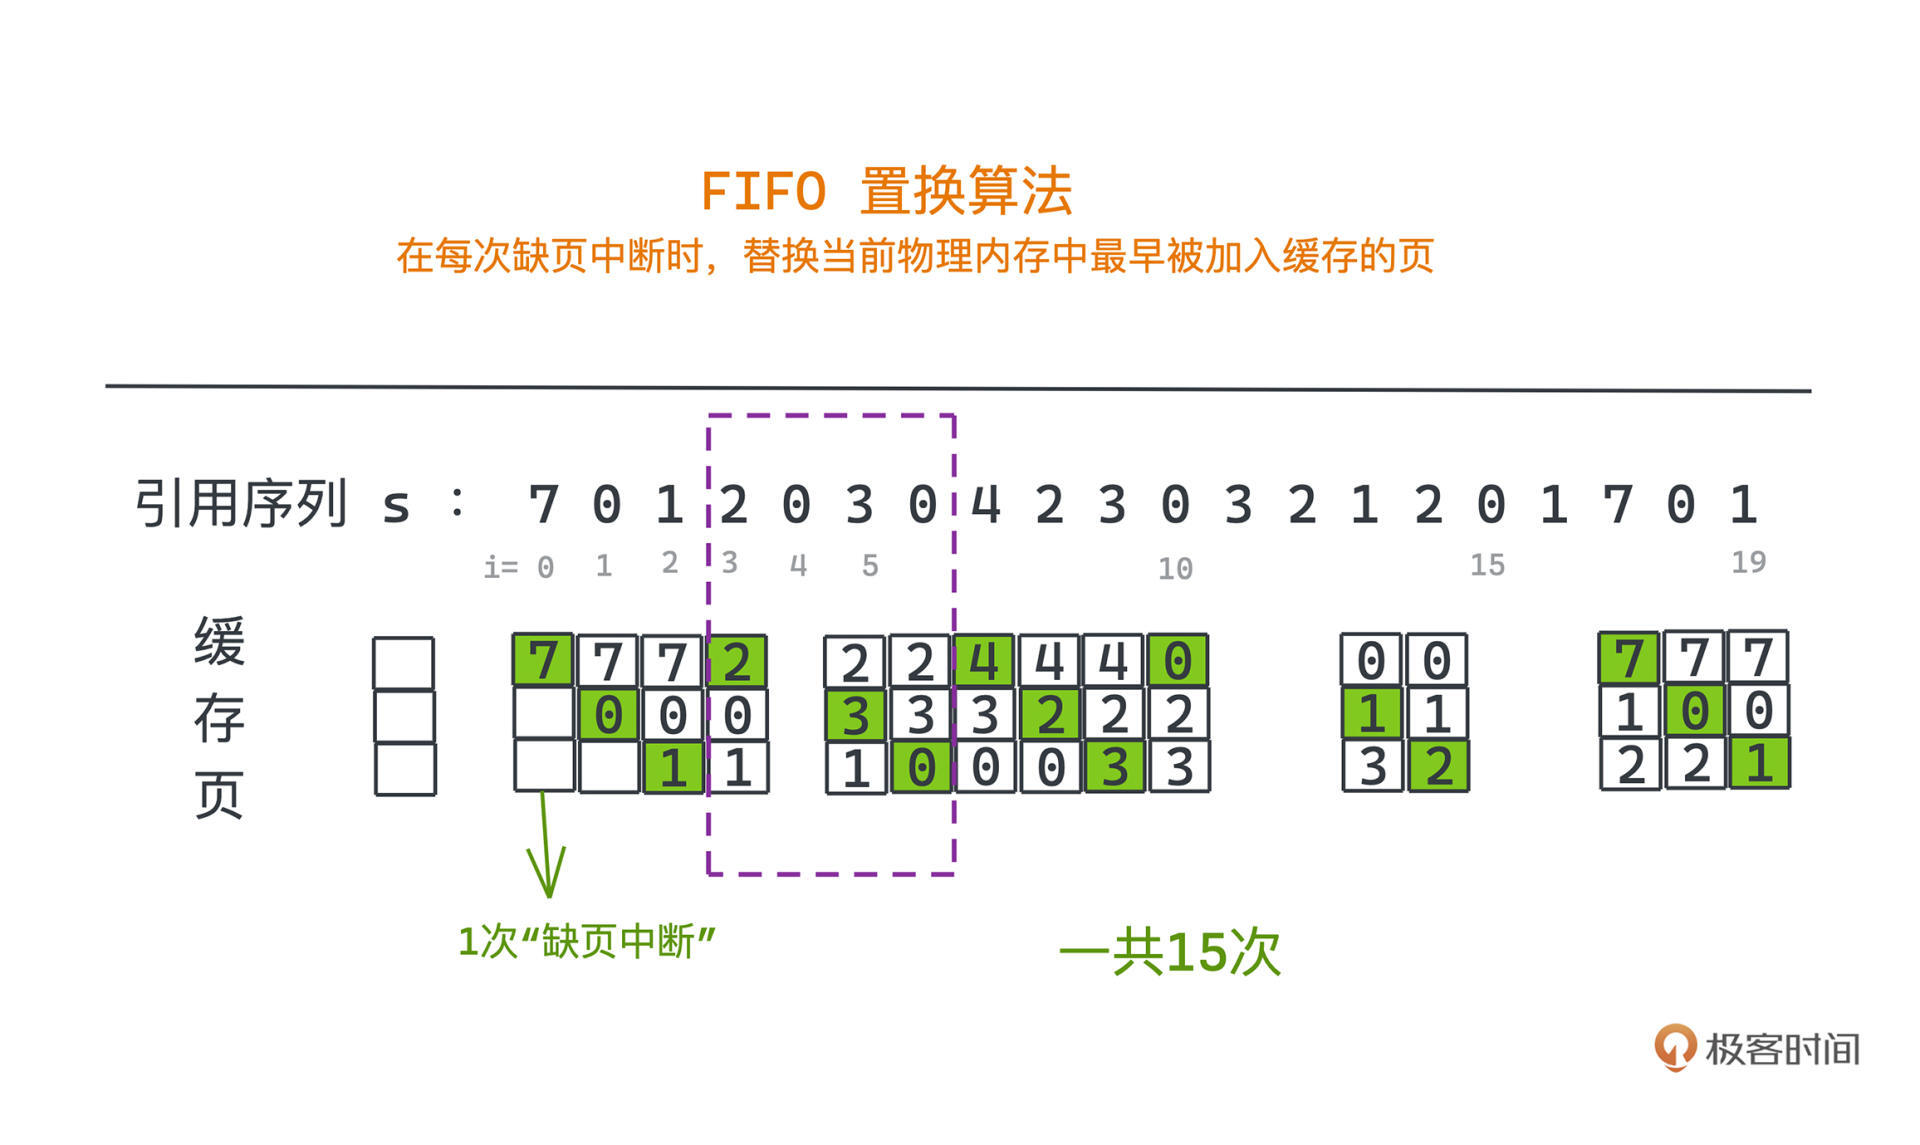 FIFO 置换算法
在每次缺页中断时，替换当前物理内存中最早被加入缓存的页
引用序列 s : 7 0 1 2 0 3 0 4 2 3 0 3 2 1 2 0 1 7 0 1
i= 0 1 2 3 4 5 10 15 19
缓存页
7 7 7 2 2 2 4 4 4 0 0 0 7 7 7
0 0 0 3 3 3 2 2 2 1 1 1 0 0
1 1 1 0 0 0 3 3 3 2 2 2 1
1次“缺页中断”
一共15次
极客时间